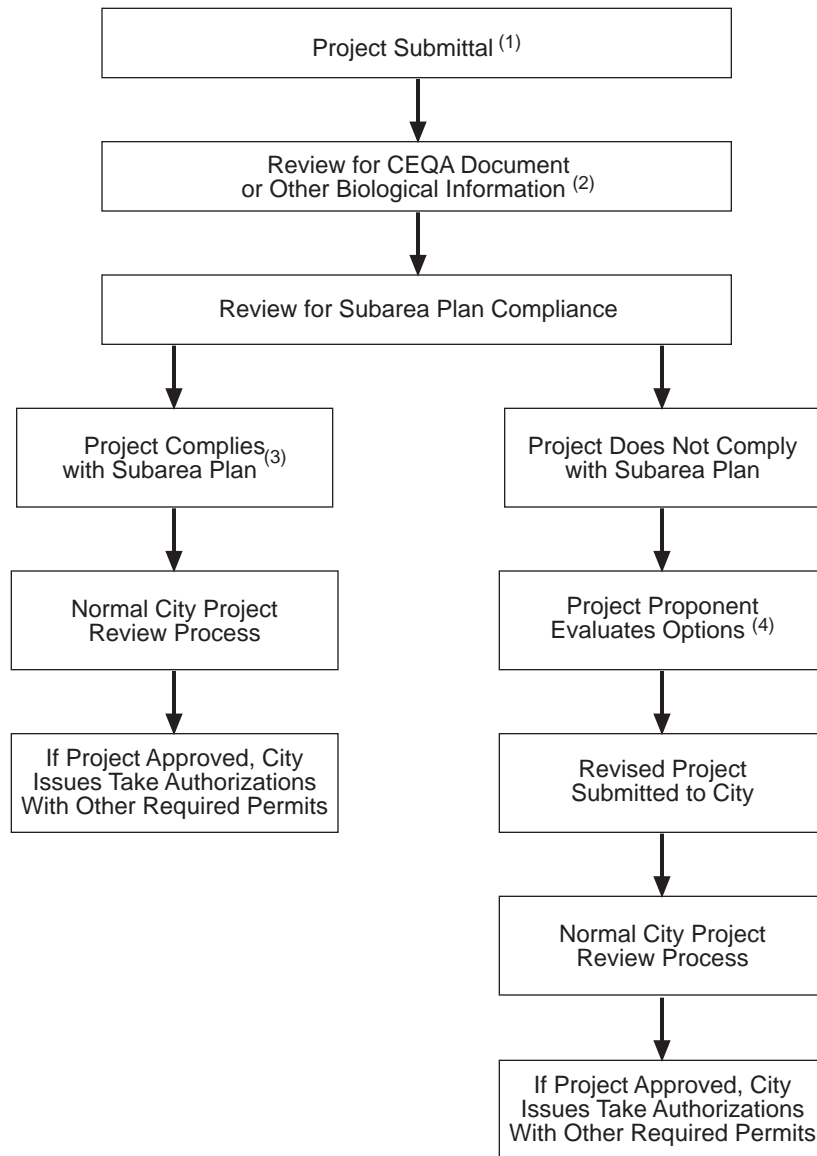 Project Submittal (1)
Review for CEQA Document
or Other Biological Information (2)
Review for Subarea Plan Compliance
Project Complies
with Subarea Plan (3)
Project Does Not Comply
with Subarea Plan
Normal City Project
Review Process
Project Proponent
Evaluates Options (4)
If Project Approved, City
Issues Take Authorizations
With Other Required Permits
Revised Project
Submitted to City
Normal City Project
Review Process
If Project Approved, City
Issues Take Authorizations
With Other Required Permits